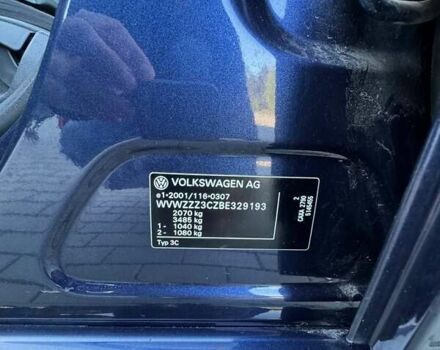 VOLKSWAGEN AG
e1-2001/116-0307
WVWZZZ3CZBE329193
2070 kg
3485 kg
1- 1040 kg
2- 1080 kg
Typ 3C
2